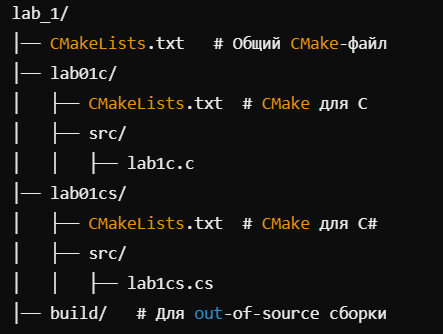 lab_1/
│── CMakeLists.txt   # Общий CMake-файл
│── lab01c/
│   ├── CMakeLists.txt  # CMake для C
│   ├── src/
│   │   ├── lab1c.c
│── lab01cs/
│   ├── CMakeLists.txt  # CMake для C#
│   ├── src/
│   │   ├── lab1cs.cs
│── build/   # Для out-of-source сборки